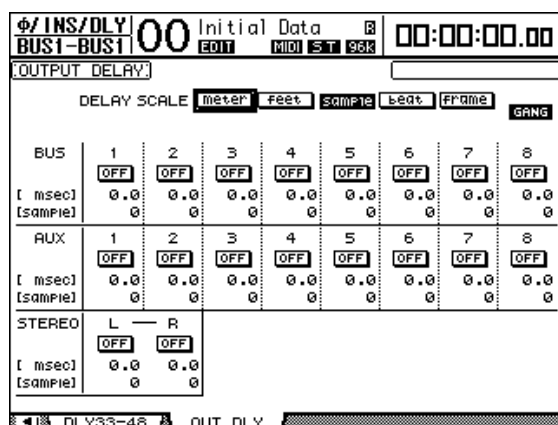 Φ/INS/DLY 00 Initial Data R 00:00:00.00
BUS1-BUS1 EDIT MIDI S T 96k
OUTPUT DELAY
DELAY SCALE meter feet sample beat frame GANG
BUS 1 2 3 4 5 6 7 8
OFF OFF OFF OFF OFF OFF OFF OFF
[ msec] 0.0 0.0 0.0 0.0 0.0 0.0 0.0 0.0
[sample] 0 0 0 0 0 0 0 0
AUX 1 2 3 4 5 6 7 8
OFF OFF OFF OFF OFF OFF OFF OFF
[ msec] 0.0 0.0 0.0 0.0 0.0 0.0 0.0 0.0
[sample] 0 0 0 0 0 0 0 0
STEREO L — R
OFF OFF
[ msec] 0.0 0.0
[sample] 0 0
DLY33-48 OUT DLY